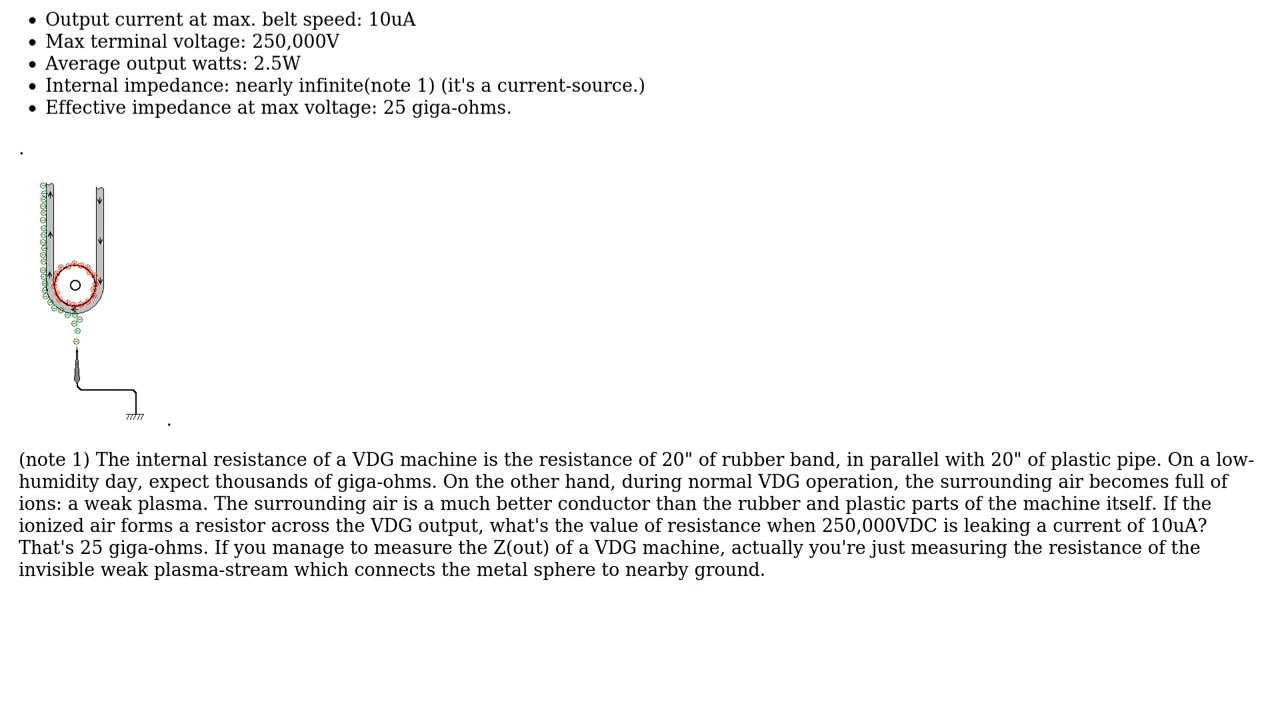 • Output current at max. belt speed: 10uA
• Max terminal voltage: 250,000V
• Average output watts: 2.5W
• Internal impedance: nearly infinite(note 1) (it's a current-source.)
• Effective impedance at max voltage: 25 giga-ohms.
.
.
(note 1) The internal resistance of a VDG machine is the resistance of 20" of rubber band, in parallel with 20" of plastic pipe. On a low-
humidity day, expect thousands of giga-ohms. On the other hand, during normal VDG operation, the surrounding air becomes full of
ions: a weak plasma. The surrounding air is a much better conductor than the rubber and plastic parts of the machine itself. If the
ionized air forms a resistor across the VDG output, what's the value of resistance when 250,000VDC is leaking a current of 10uA?
That's 25 giga-ohms. If you manage to measure the Z(out) of a VDG machine, actually you're just measuring the resistance of the
invisible weak plasma-stream which connects the metal sphere to nearby ground.